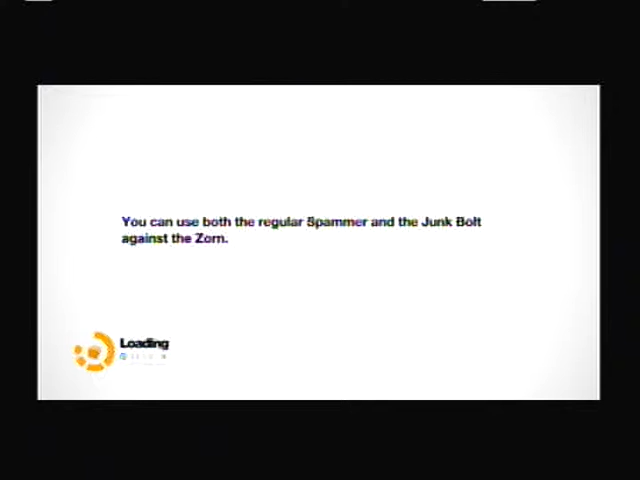 You can use both the regular Spammer and the Junk Bolt
against the Zorn.
Loading